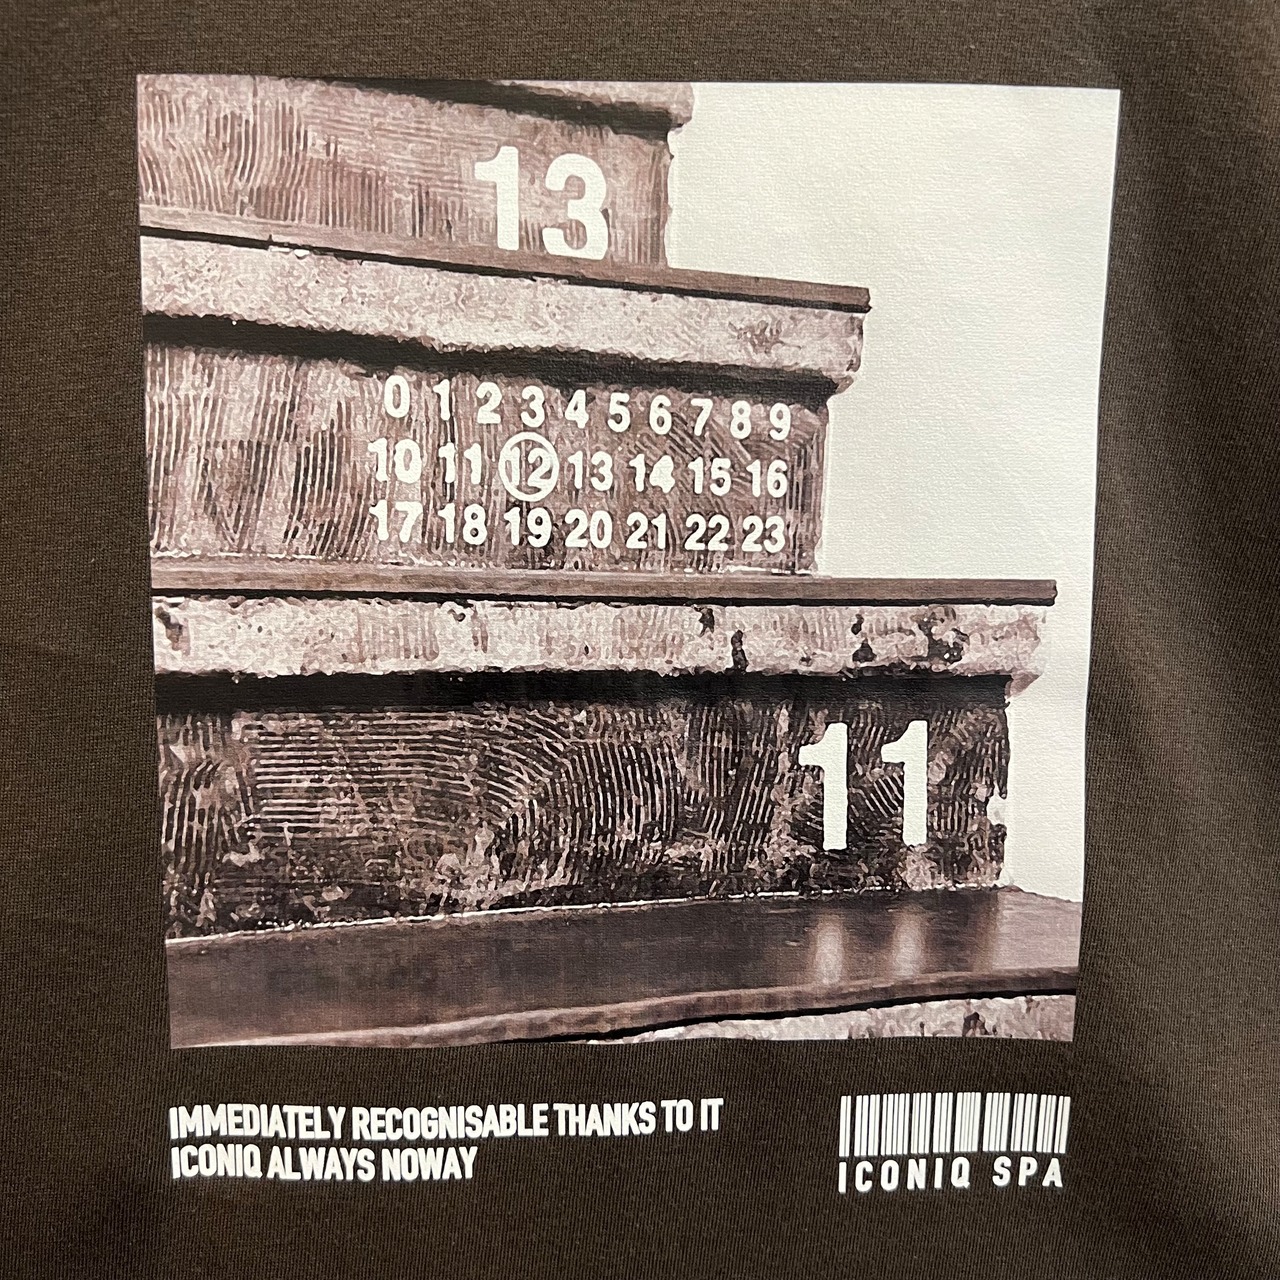 13
0 1 2 3 4 5 6 7 8 9
10 11 12 13 14 15 16
17 18 19 20 21 22 23
11
IMMEDIATELY RECOGNISABLE THANKS TO IT
ICONIQ ALWAYS NOWAY
ICONIQ SPA